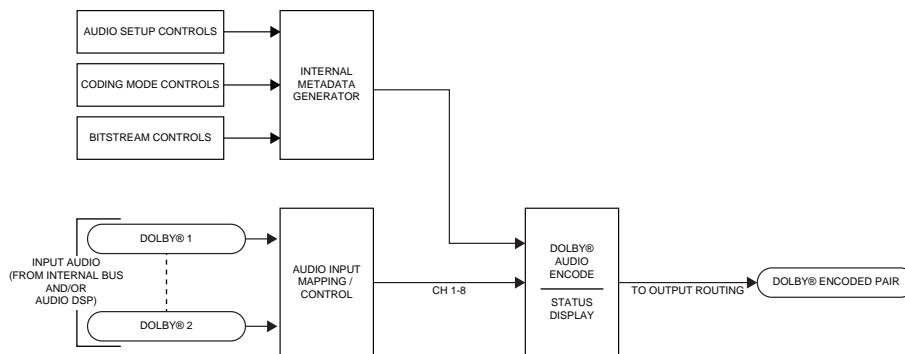 AUDIO SETUP CONTROLS
CODING MODE CONTROLS
BITSTREAM CONTROLS
INTERNAL
METADATA
GENERATOR
INPUT AUDIO
(FROM INTERNAL BUS
AND/OR
AUDIO DSP)
DOLBY® 1
DOLBY® 2
AUDIO INPUT
MAPPING /
CONTROL
CH 1-8
DOLBY®
AUDIO
ENCODE
STATUS
DISPLAY
TO OUTPUT ROUTING
DOLBY® ENCODED PAIR